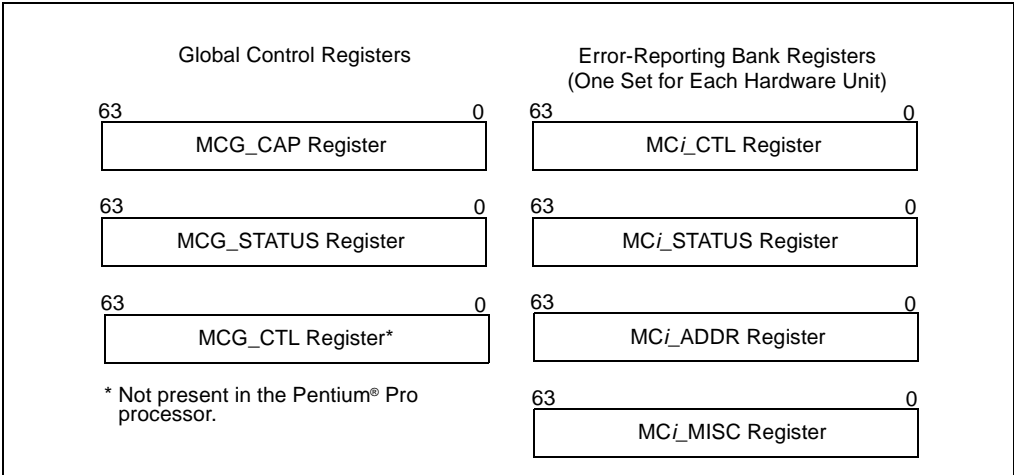 Global Control Registers
63 0
MCG_CAP Register
63 0
MCG_STATUS Register
63 0
MCG_CTL Register*
* Not present in the Pentium® Pro
processor.
Error-Reporting Bank Registers
(One Set for Each Hardware Unit)
63 0
MCi_CTL Register
63 0
MCi_STATUS Register
63 0
MCi_ADDR Register
63 0
MCi_MISC Register